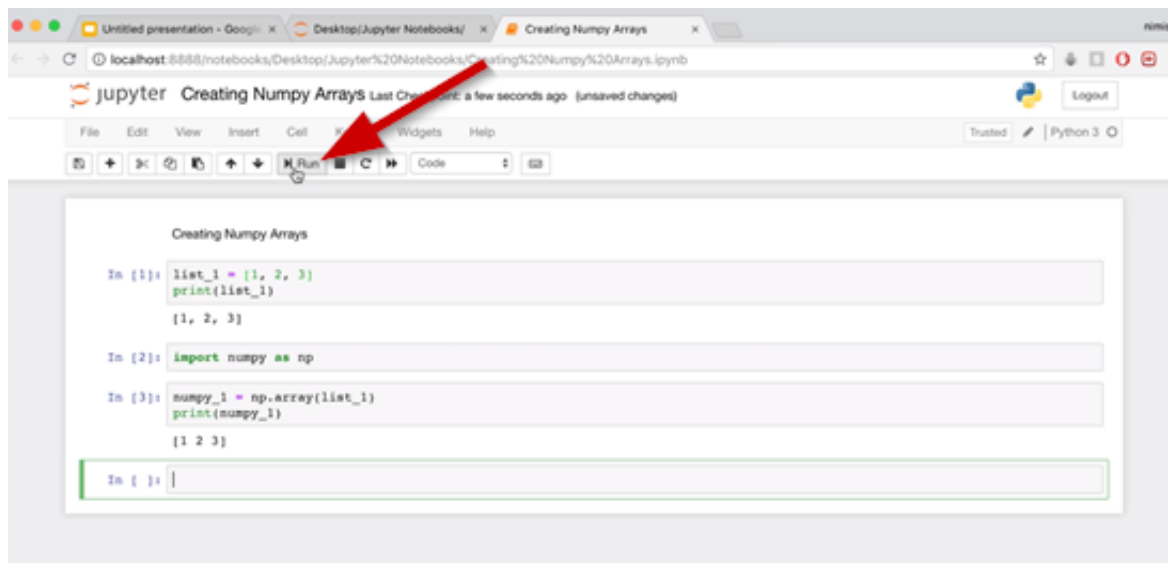 Untitled presentation - Googl
Desktop/Jupyter Notebooks/
Creating Numpy Arrays
nimi
localhost:8888/notebooks/Desktop/Jupyter%20Notebooks/Creating%20Numpy%20Arrays.ipynb
jupyter Creating Numpy Arrays Last Checkpoint: a few seconds ago (unsaved changes)
Logout
File Edit View Insert Cell Widgets Help
Trusted Python 3
Run Code
Creating Numpy Arrays
In [1]: list_1 = [1, 2, 3]
print(list_1)
[1, 2, 3]
In [2]: import numpy as np
In [3]: numpy_1 = np.array(list_1)
print(numpy_1)
[1 2 3]
In [ ]: